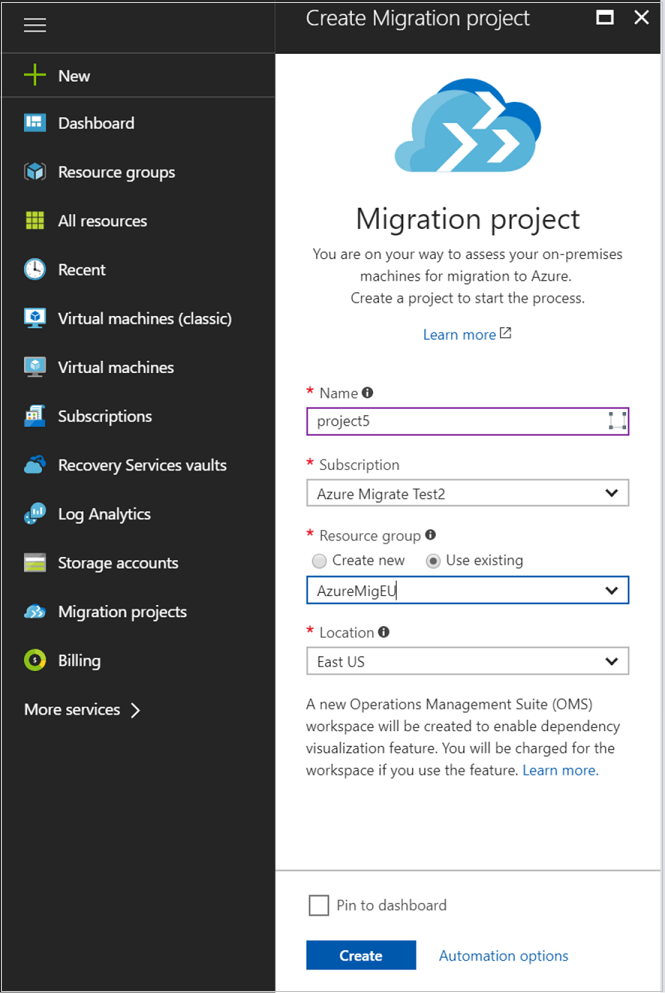 Create Migration project
New
Dashboard
Resource groups
All resources
Recent
Virtual machines (classic)
Virtual machines
Subscriptions
Recovery Services vaults
Log Analytics
Storage accounts
Migration projects
Billing
More services
Migration project
You are on your way to assess your on-premises
machines for migration to Azure.
Create a project to start the process.
Learn more
* Name
project5
* Subscription
Azure Migrate Test2
* Resource group
Create new Use existing
AzureMigEU
* Location
East US
A new Operations Management Suite (OMS)
workspace will be created to enable dependency
visualization feature. You will be charged for the
workspace if you use the feature. Learn more.
Pin to dashboard
Create Automation options